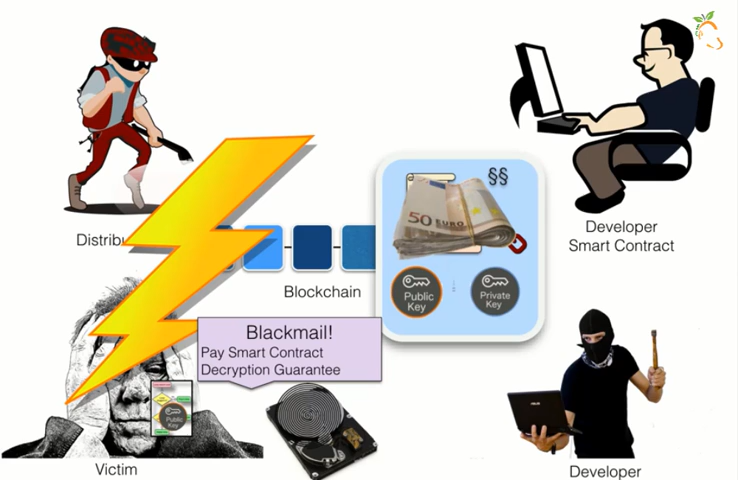 Distribu
Developer
Smart Contract
§§
50 EURO
Public
Key
Private
Key
Blockchain
Blackmail!
Pay Smart Contract
Decryption Guarantee
Public
Key
Victim
Developer